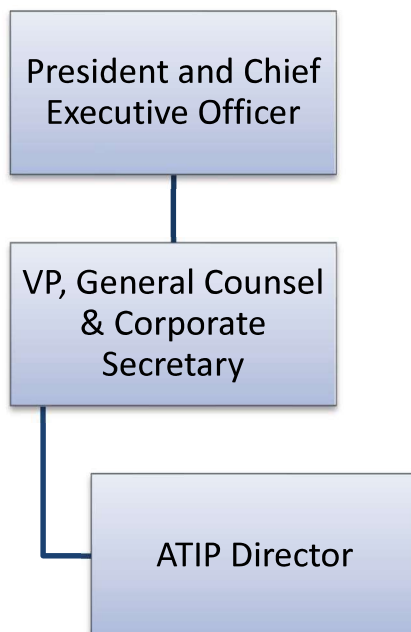 President and Chief
Executive Officer
VP, General Counsel
& Corporate
Secretary
ATIP Director